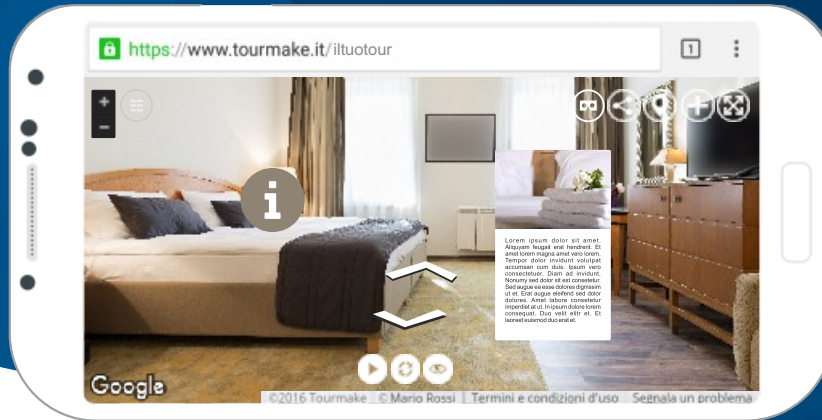 https://www.tourmake.it/iltuotour
1
+
−
i
Lorem ipsum dolor sit amet.
Aliquyam feugait erat hendrerit. Et
amet lorem magna amet vero lorem.
Tempor dolor invidunt volutpat
accumsan cum duis. Ipsum vero
consectetuer. Diam ad invidunt.
Nonumy sed dolor sit est consetetur.
Sed augue ea esse dolores dignissim
ul et. Erat augue eleifend sed dolor
dolores. Amet labore consetetur
imperdiet at ut. In ipsum dolore lorem
consequat. Duo velit elitr et. Et
laoreet euismod duo erat et.
Google
©2016 Tourmake © Mario Rossi Termini e condizioni d'uso Segnala un problema